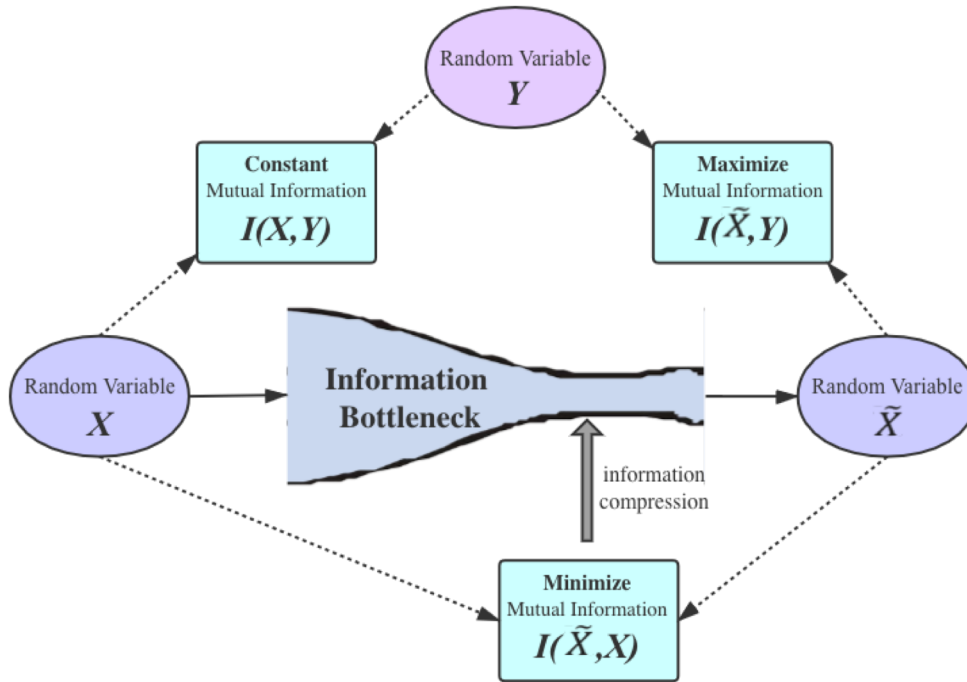 Random Variable
Y
Constant
Mutual Information
I(X,Y)
Maximize
Mutual Information
I(X̃,Y)
Random Variable
X
Information
Bottleneck
Random Variable
X̃
information
compression
Minimize
Mutual Information
I(X̃,X)